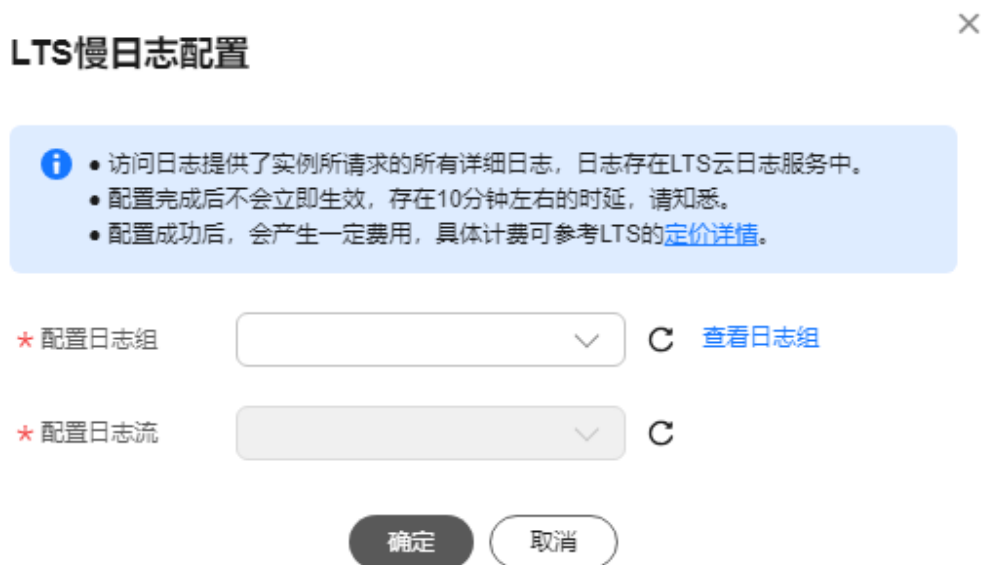 LTS慢日志配置
● 访问日志提供了实例所请求的所有详细日志，日志存在LTS云日志服务中。
● 配置完成后不会立即生效，存在10分钟左右的时延，请知悉。
● 配置成功后，会产生一定费用，具体计费可参考LTS的定价详情。
* 配置日志组 查看日志组
* 配置日志流
确定 取消